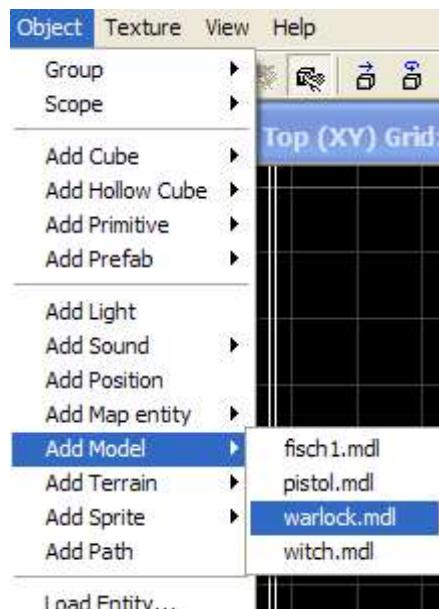 Object Texture View Help
Group
Scope
Top (XY) Grid:
Add Cube
Add Hollow Cube
Add Primitive
Add Prefab
Add Light
Add Sound
Add Position
Add Map entity
Add Model
fisch1.mdl
Add Terrain
pistol.mdl
Add Sprite
warlock.mdl
Add Path
witch.mdl
Load Entity...